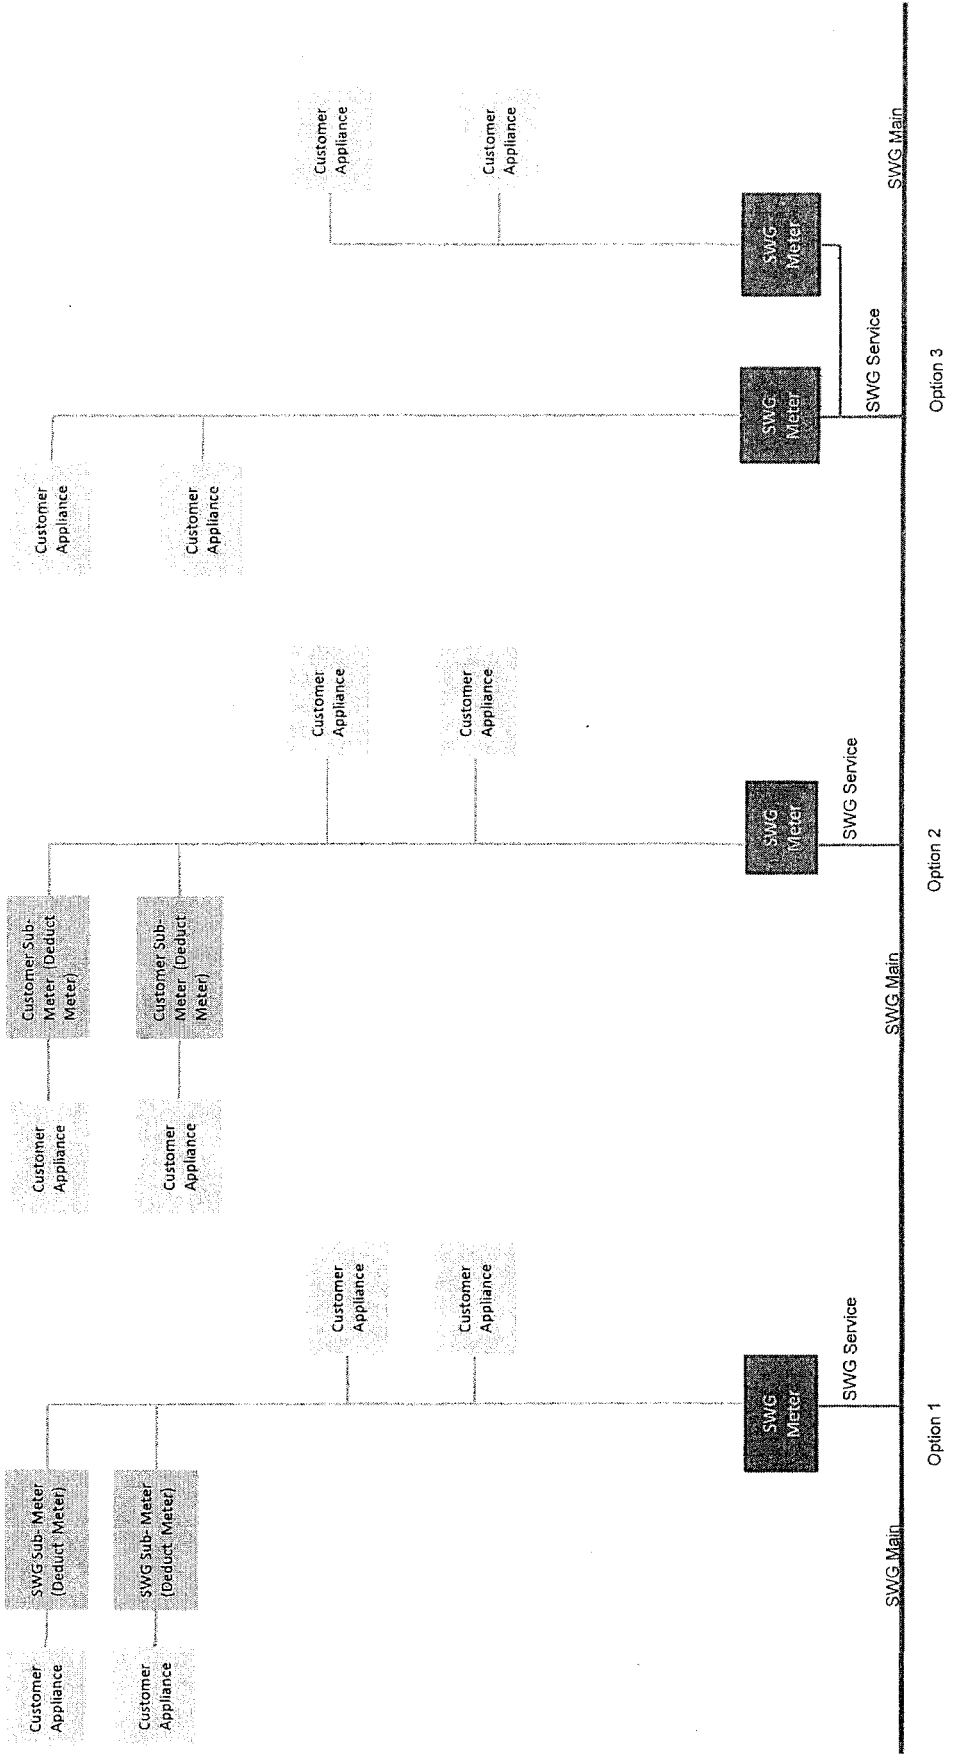 Customer
Appliance
SWG Sub- Meter
(Deduct Meter)
Customer
Appliance
SWG Sub- Meter
(Deduct Meter)
Customer
Appliance
Customer
Appliance
SWG
Meter
SWG Service
SWG Main
Option 1
Customer
Appliance
Customer Sub-
Meter (Deduct
Meter)
Customer
Appliance
Customer Sub-
Meter (Deduct
Meter)
Customer
Appliance
Customer
Appliance
SWG
Meter
SWG Service
SWG Main
Option 2
Customer
Appliance
Customer
Appliance
Customer
Appliance
Customer
Appliance
SWG
Meter
SWG
Meter
SWG Service
SWG Main
Option 3